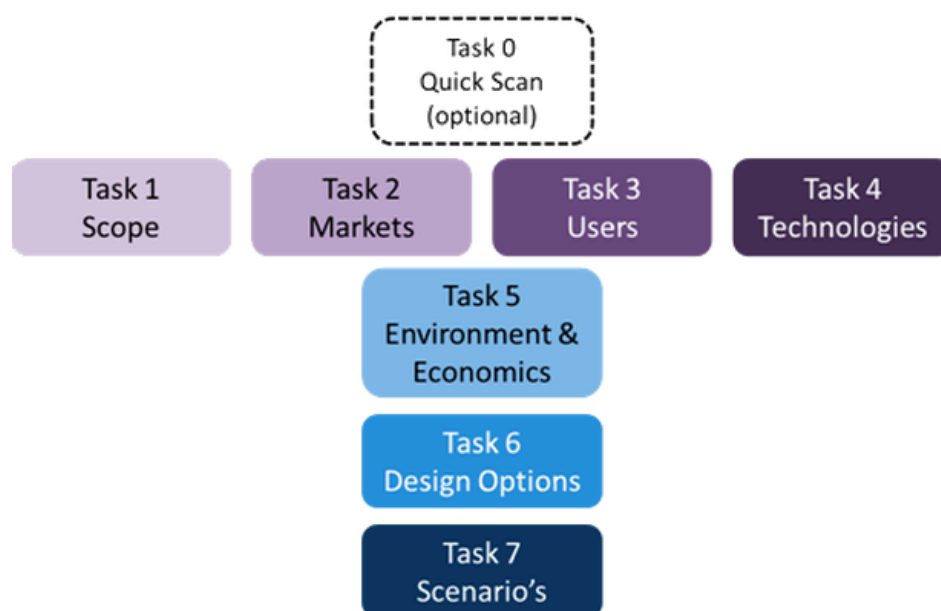 Task 0
Quick Scan
(optional)
Task 1
Scope
Task 2
Markets
Task 3
Users
Task 4
Technologies
Task 5
Environment &
Economics
Task 6
Design Options
Task 7
Scenario's